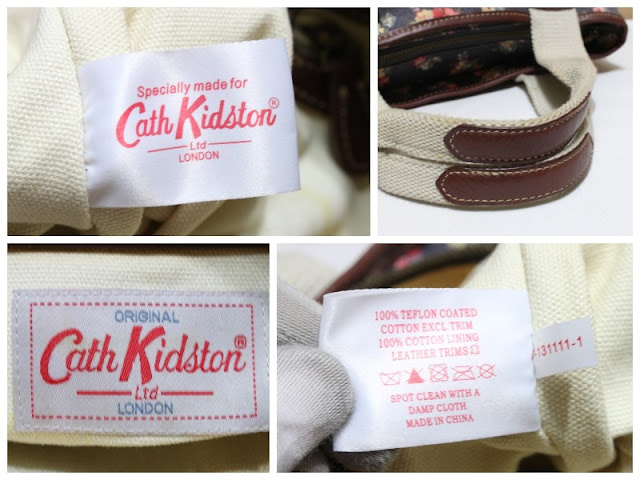 Specially made for
Cath Kidston®
Ltd
LONDON
ORIGINAL
Cath Kidston®
Ltd
LONDON
100% TEFLON COATED
COTTON EXCL.TRIM
100% COTTON LINING
LEATHER TRIMS
SPOT CLEAN WITH A
DAMP CLOTH
MADE IN CHINA
131111-1